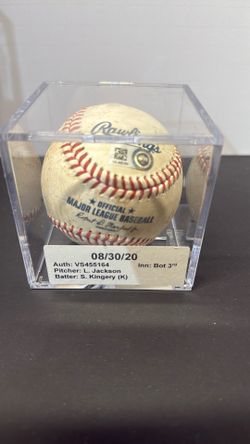 Rawlings
OFFICIAL
MAJOR LEAGUE BASEBALL
08/30/20
Auth: VS455164 Inn: Bot 3rd
Pitcher: L. Jackson
Batter: S. Kingery (K)